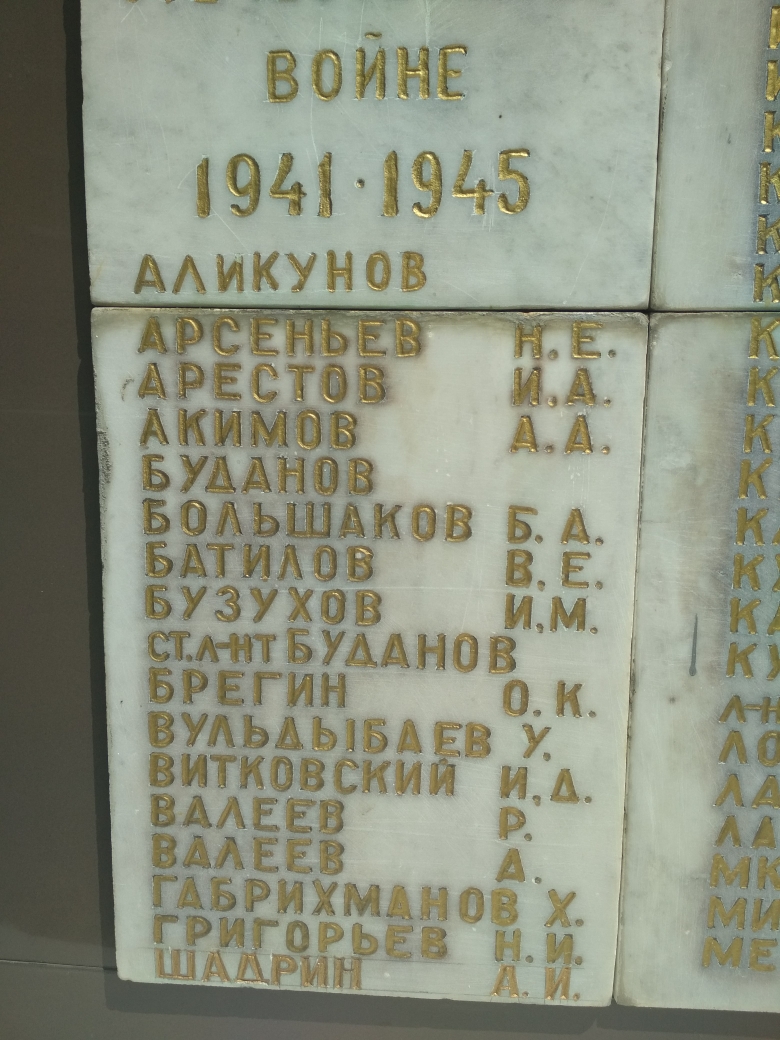 ВОЙНЕ
1941·1945
АЛИКУНОВ
АРСЕНЬЕВ Н.Е.
АРЕСТОВ И.А.
АКИМОВ А.А.
БУДАНОВ
БОЛЬШАКОВ Б.А.
БАТИЛОВ В.Е.
БУЗУХОВ И.М.
СТ.Л-НТ БУДАНОВ
БРЕГИН О.К.
ВУЛЬДЫБАЕВ У.
ВИТКОВСКИЙ И.Д.
ВАЛЕЕВ Р.
ВАЛЕЕВ А.
ГАБРИХМАНОВ Х.
ГРИГОРЬЕВ Н.И.
ШАДРИН Л.И.